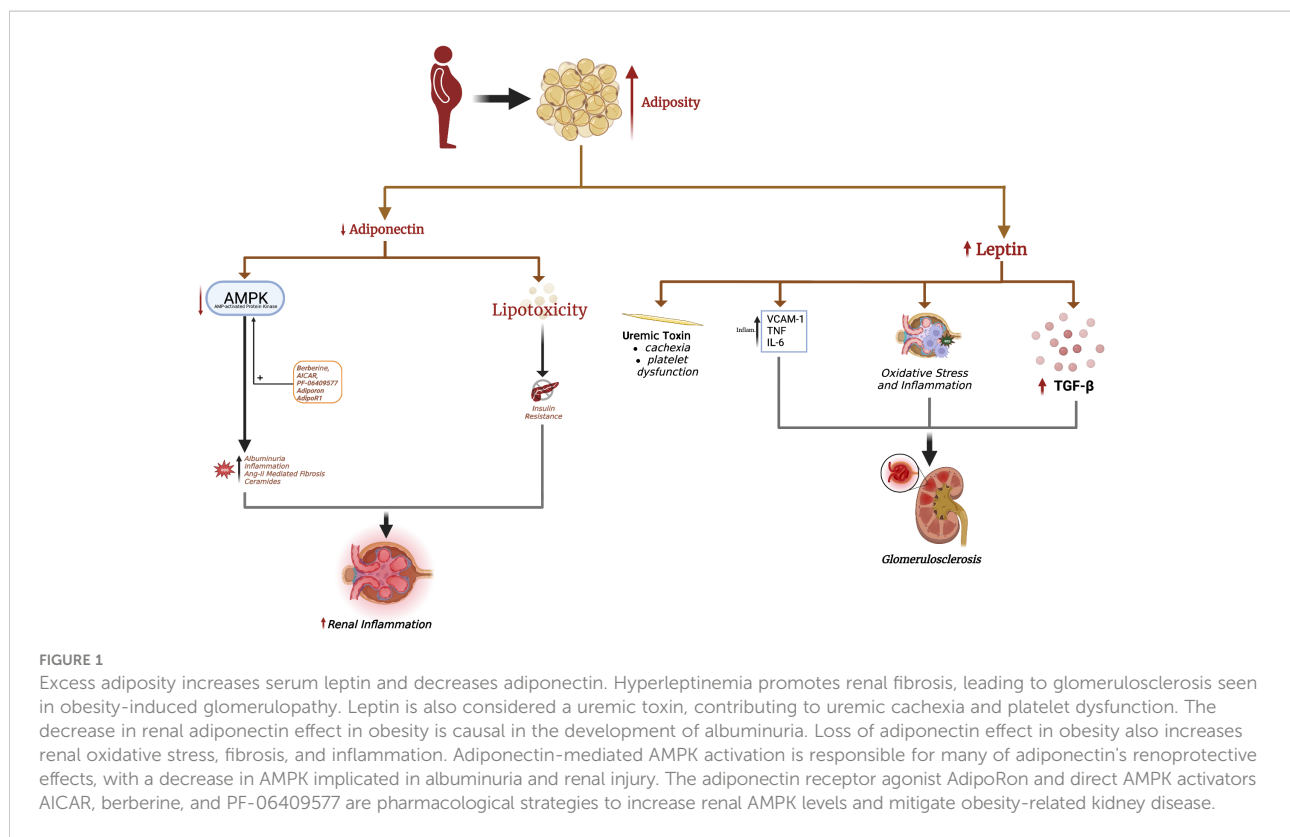 Adiposity
Adiponectin
Leptin
AMPK
AMP-activated Protein Kinase
Lipotoxicity
Berberine,
AICAR,
PF-06409577
Adiporon
AdipoR1
+
Insulin
Resistance
Albuminuria
Inflammation
Ang-II Mediated Fibrosis
Ceramides
Renal Inflammation
Uremic Toxin
• cachexia
• platelet
dysfunction
Inflam.
VCAM-1
TNF
IL-6
Oxidative Stress
and Inflammation
TGF-β
Glomerulosclerosis
FIGURE 1
Excess adiposity increases serum leptin and decreases adiponectin. Hyperleptinemia promotes renal fibrosis, leading to glomerulosclerosis seen
in obesity-induced glomerulopathy. Leptin is also considered a uremic toxin, contributing to uremic cachexia and platelet dysfunction. The
decrease in renal adiponectin effect in obesity is causal in the development of albuminuria. Loss of adiponectin effect in obesity also increases
renal oxidative stress, fibrosis, and inflammation. Adiponectin-mediated AMPK activation is responsible for many of adiponectin's renoprotective
effects, with a decrease in AMPK implicated in albuminuria and renal injury. The adiponectin receptor agonist AdipoRon and direct AMPK activators
AICAR, berberine, and PF-06409577 are pharmacological strategies to increase renal AMPK levels and mitigate obesity-related kidney disease.